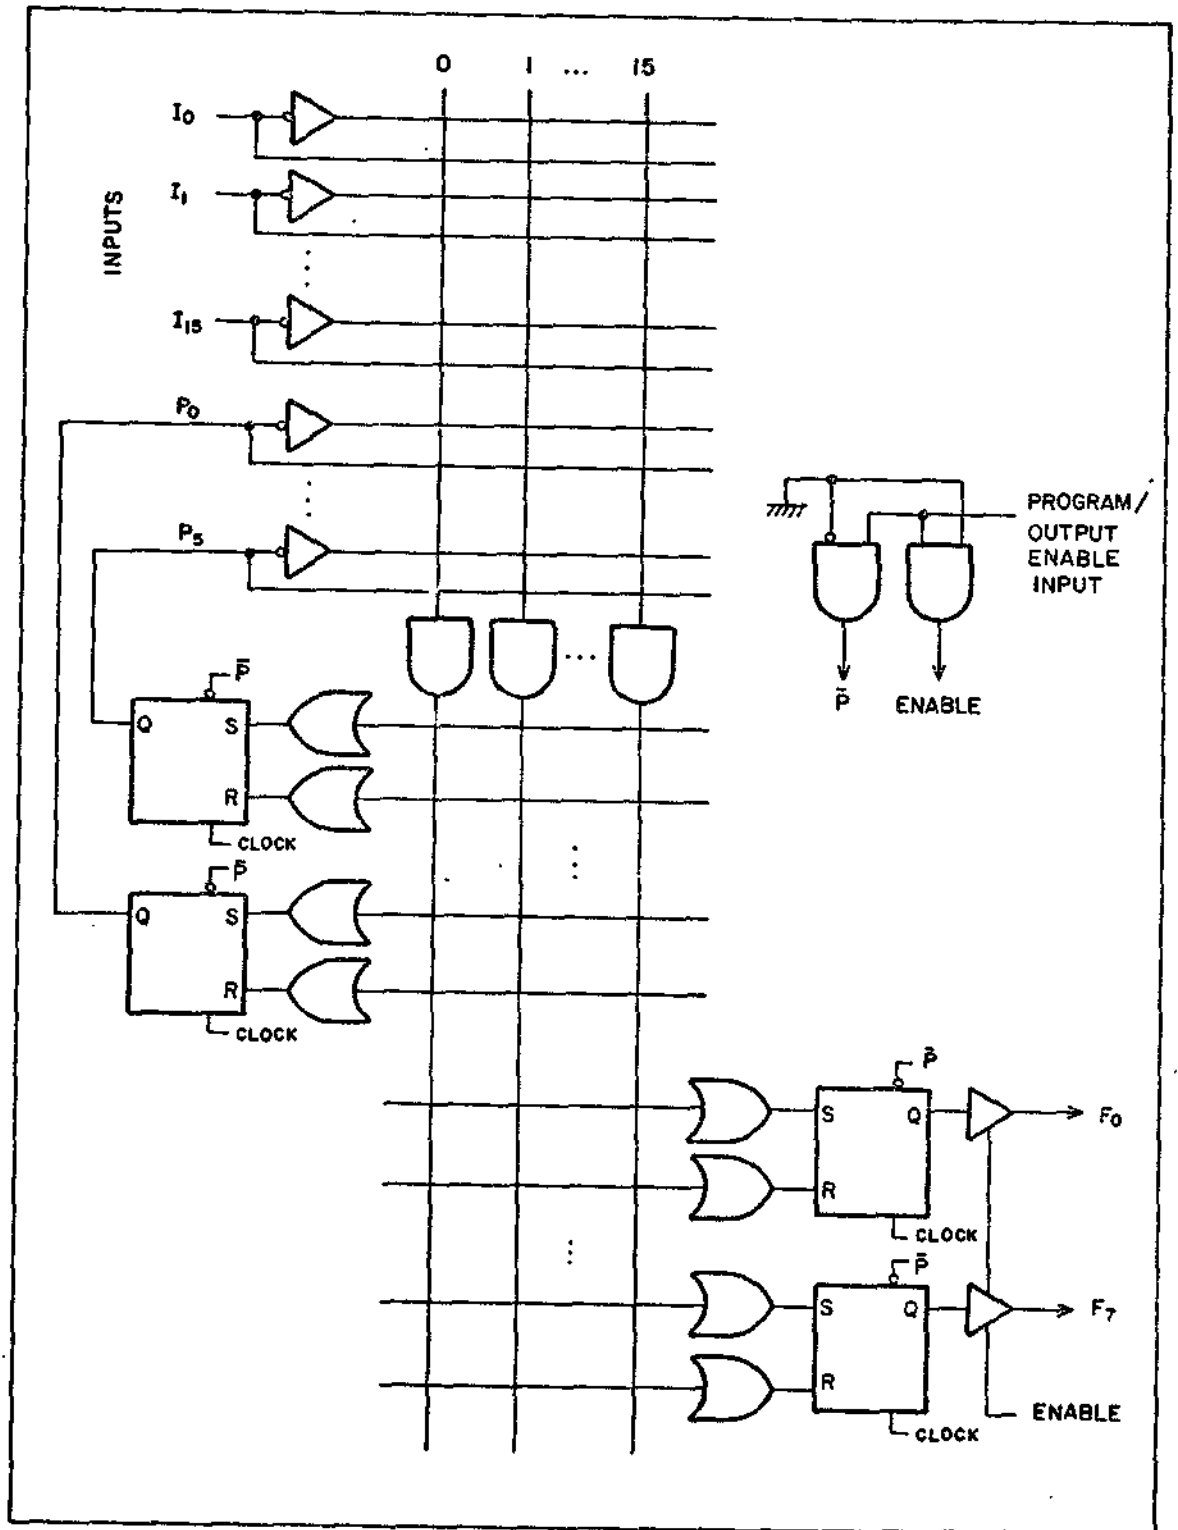 0 1 ... 15
I0
I1
INPUTS
I15
P0
P5
PROGRAM/
OUTPUT
ENABLE
INPUT
P̄ ENABLE
P̄
Q S
R
CLOCK
P̄
Q S
R
CLOCK
P̄
S Q F0
R
CLOCK
P̄
S Q F7
R
ENABLE
CLOCK